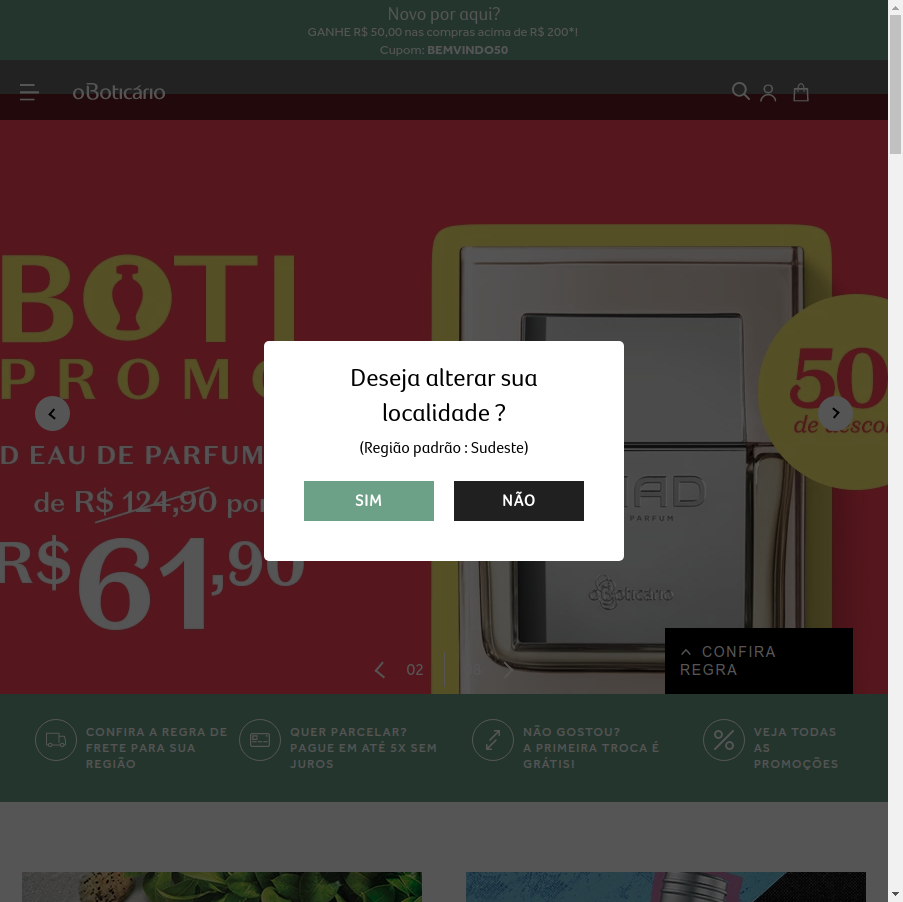 Novo por aqui?
GANHE R$ 50,00 nas compras acima de R$ 200*!
Cupom: BEMVINDO50
oBoticário
BOTI
PROMO
50
de desco
Deseja alterar sua
localidade ?
(Região padrão : Sudeste)
SIM
NÃO
D EAU DE PARFUM
de R$ 124,90 por
R$61,90
PARFUM
oBoticário
02
CONFIRA
REGRA
CONFIRA A REGRA DE
FRETE PARA SUA
REGIÃO
QUER PARCELAR?
PAGUE EM ATÉ 5X SEM
JUROS
NÃO GOSTOU?
A PRIMEIRA TROCA É
GRÁTIS!
VEJA TODAS
AS
PROMOÇÕES